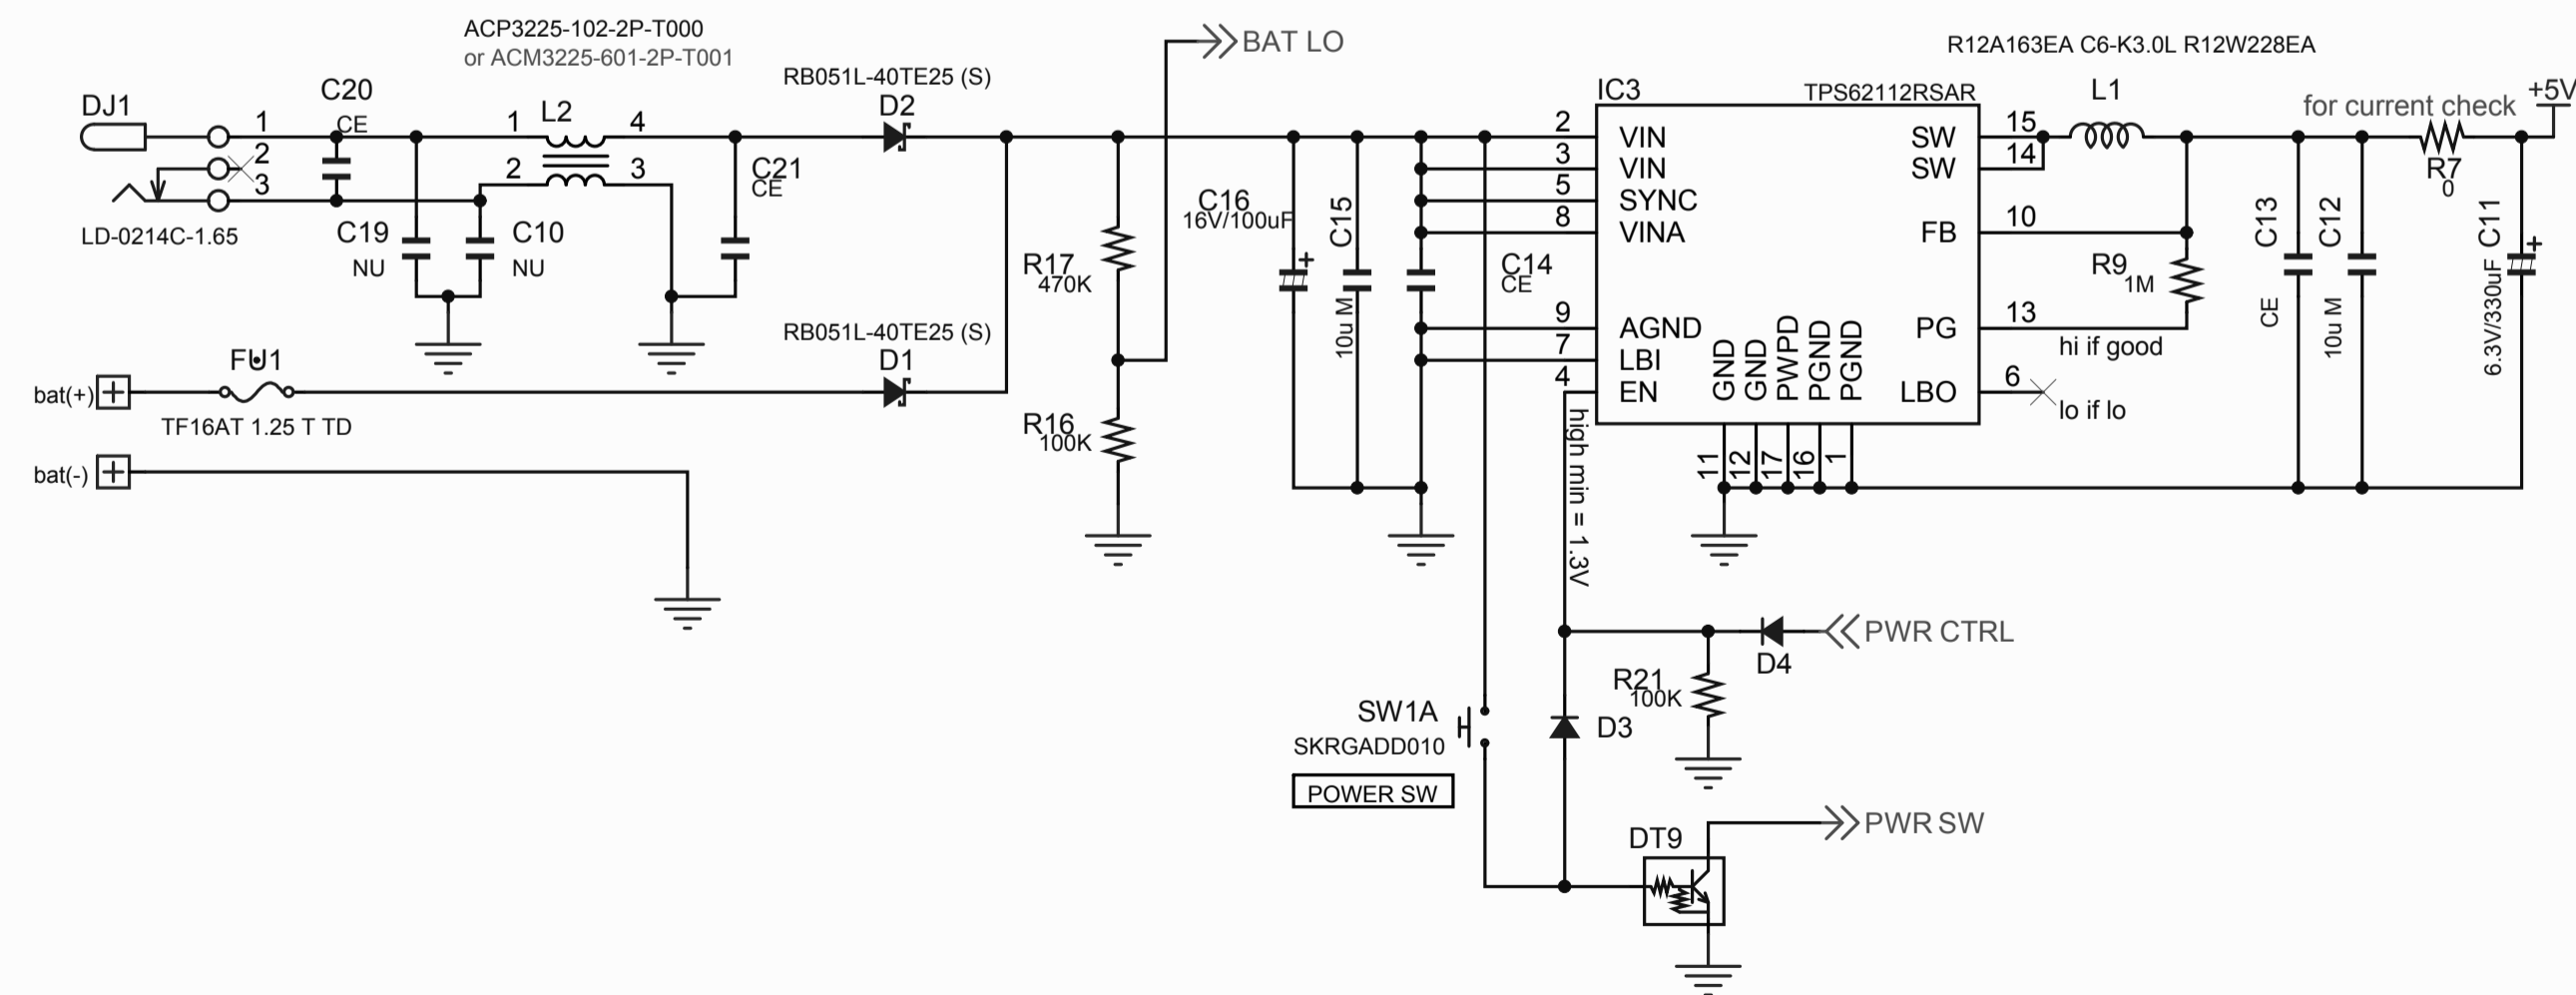 ACP3225-102-2P-T000
or ACM3225-601-2P-T001
BAT LO
R12A163EA C6-K3.0L R12W228EA
RB051L-40TE25 (S)
D2
DJ1
C20
CE
1
2
3
LD-0214C-1.65
L2
1
4
2
3
C21
CE
C19
NU
C10
NU
RB051L-40TE25 (S)
D1
FU1
bat(+)
TF16AT 1.25 T TD
bat(-)
R17
470K
R16
100K
C16
16V/100uF
+
C15
10u M
C14
CE
IC3
TPS62112RSAR
2
VIN
3
VIN
5
SYNC
8
VINA
9
AGND
7
LBI
4
EN
GND
GND
PWPD
PGND
PGND
11
12
17
16
1
SW
15
SW
14
FB
10
PG
13
hi if good
LBO
6
lo if lo
L1
for current check
+5V
R7
0
R9
1M
C13
CE
C12
10u M
C11
6.3V/330uF
+
high min = 1.3V
PWR CTRL
D4
R21
100K
SW1A
SKRGADD010
POWER SW
D3
DT9
PWR SW